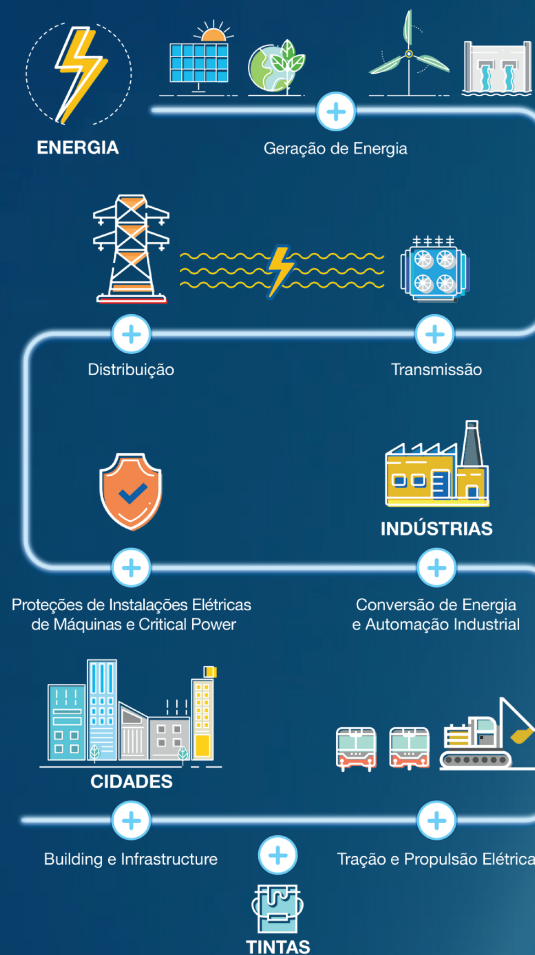 ENERGIA
Geração de Energia
Distribuição
Transmissão
INDÚSTRIAS
Proteções de Instalações Elétricas
de Máquinas e Critical Power
Conversão de Energia
e Automação Industrial
CIDADES
Building e Infrastructure
Tração e Propulsão Elétrica
TINTAS